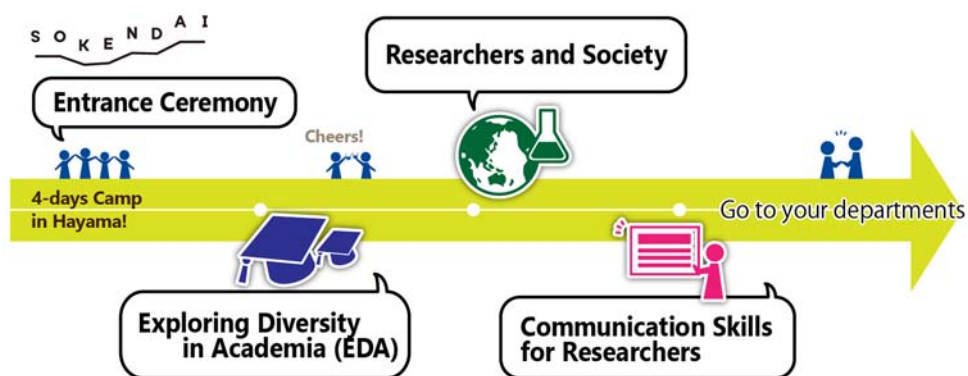 SOKENDAI
Entrance Ceremony
Cheers!
Researchers and Society
4-days Camp
in Hayama!
Go to your departments
Exploring Diversity
in Academia (EDA)
Communication Skills
for Researchers